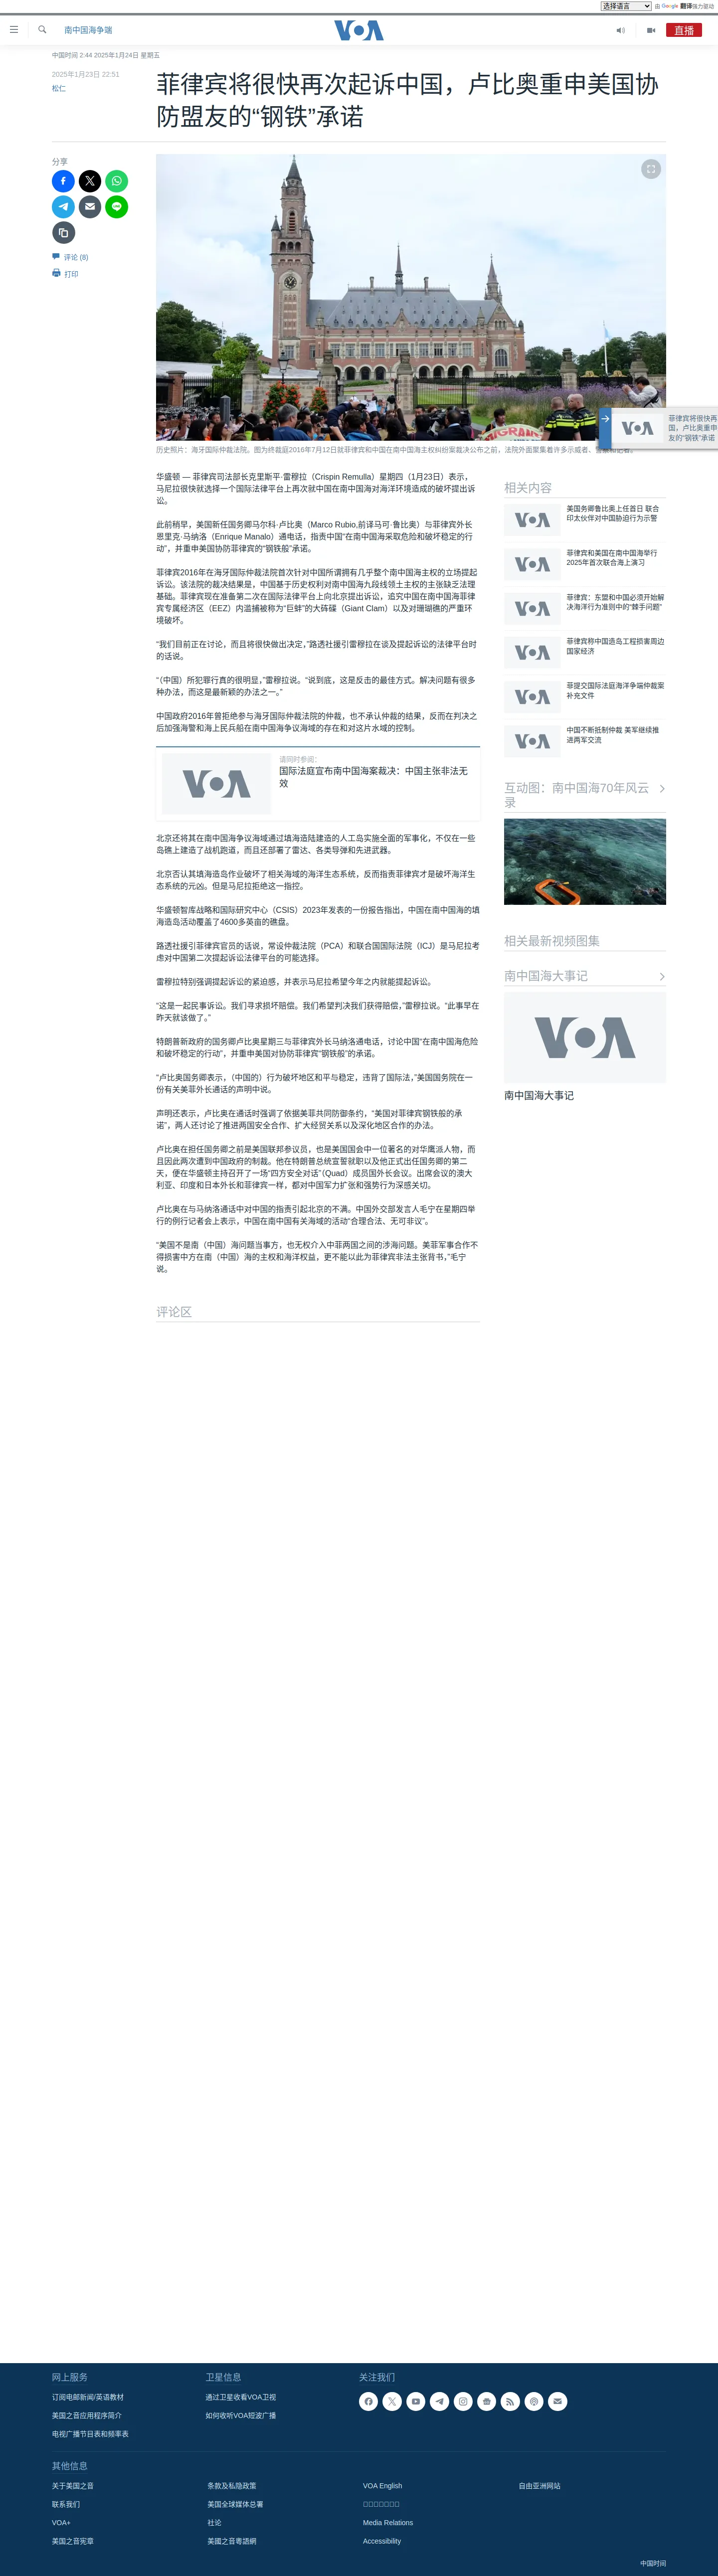 选择语言
由 Google 翻译强力驱动
南中国海争端
VOA
直播
中国时间 2:44 2025年1月24日 星期五
2025年1月23日 22:51
松仁
菲律宾将很快再次起诉中国，卢比奥重申美国协
防盟友的“钢铁”承诺
分享
评论 (8)
打印
菲律宾将很快再
国，卢比奥重申
友的“钢铁”承诺
历史照片：海牙国际仲裁法院。图为终裁庭2016年7月12日就菲律宾和中国在南中国海主权纠纷案裁决公布之前，法院外面聚集着许多示威者、警察和记者。
华盛顿 — 菲律宾司法部长克里斯平·雷穆拉（Crispin Remulla）星期四（1月23日）表示，
马尼拉很快就选择一个国际法律平台上再次就中国在南中国海对海洋环境造成的破坏提出诉
讼。
此前稍早，美国新任国务卿马尔科·卢比奥（Marco Rubio,前译马可·鲁比奥）与菲律宾外长
恩里克·马纳洛（Enrique Manalo）通电话，指责中国“在南中国海采取危险和破坏稳定的行
动”，并重申美国协防菲律宾的“钢铁般”承诺。
菲律宾2016年在海牙国际仲裁法院首次针对中国所谓拥有几乎整个南中国海主权的立场提起
诉讼。该法院的裁决结果是，中国基于历史权利对南中国海九段线领土主权的主张缺乏法理
基础。菲律宾现在准备第二次在国际法律平台上向北京提出诉讼，追究中国在南中国海菲律
宾专属经济区（EEZ）内滥捕被称为“巨蚌”的大砗磲（Giant Clam）以及对珊瑚礁的严重环
境破坏。
“我们目前正在讨论，而且将很快做出决定，”路透社援引雷穆拉在谈及提起诉讼的法律平台时
的话说。
“（中国）所犯罪行真的很明显，”雷穆拉说。“说到底，这是反击的最佳方式。解决问题有很多
种办法，而这是最新颖的办法之一。”
中国政府2016年曾拒绝参与海牙国际仲裁法院的仲裁，也不承认仲裁的结果，反而在判决之
后加强海警和海上民兵船在南中国海争议海域的存在和对这片水域的控制。
VOA
请同时参阅：
国际法庭宣布南中国海案裁决：中国主张非法无
效
北京还将其在南中国海争议海域通过填海造陆建造的人工岛实施全面的军事化，不仅在一些
岛礁上建造了战机跑道，而且还部署了雷达、各类导弹和先进武器。
北京否认其填海造岛作业破坏了相关海域的海洋生态系统，反而指责菲律宾才是破坏海洋生
态系统的元凶。但是马尼拉拒绝这一指控。
华盛顿智库战略和国际研究中心（CSIS）2023年发表的一份报告指出，中国在南中国海的填
海造岛活动覆盖了4600多英亩的礁盘。
路透社援引菲律宾官员的话说，常设仲裁法院（PCA）和联合国国际法院（ICJ）是马尼拉考
虑对中国第二次提起诉讼法律平台的可能选择。
雷穆拉特别强调提起诉讼的紧迫感，并表示马尼拉希望今年之内就能提起诉讼。
“这是一起民事诉讼。我们寻求损坏赔偿。我们希望判决我们获得赔偿，”雷穆拉说。“此事早在
昨天就该做了。”
特朗普新政府的国务卿卢比奥星期三与菲律宾外长马纳洛通电话，讨论中国“在南中国海危险
和破坏稳定的行动”，并重申美国对协防菲律宾“钢铁般”的承诺。
“卢比奥国务卿表示，（中国的）行为破坏地区和平与稳定，违背了国际法，”美国国务院在一
份有关美菲外长通话的声明中说。
声明还表示，卢比奥在通话时强调了依据美菲共同防御条约，“美国对菲律宾钢铁般的承
诺”，两人还讨论了推进两国安全合作、扩大经贸关系以及深化地区合作的办法。
卢比奥在担任国务卿之前是美国联邦参议员，也是美国国会中一位著名的对华鹰派人物，而
且因此两次遭到中国政府的制裁。他在特朗普总统宣誓就职以及他正式出任国务卿的第二
天，便在华盛顿主持召开了一场“四方安全对话”（Quad）成员国外长会议。出席会议的澳大
利亚、印度和日本外长和菲律宾一样，都对中国军力扩张和强势行为深感关切。
卢比奥在与马纳洛通话中对中国的指责引起北京的不满。中国外交部发言人毛宁在星期四举
行的例行记者会上表示，中国在南中国有关海域的活动“合理合法、无可非议”。
“美国不是南（中国）海问题当事方，也无权介入中菲两国之间的涉海问题。美菲军事合作不
得损害中方在南（中国）海的主权和海洋权益，更不能以此为菲律宾非法主张背书，”毛宁
说。
评论区
相关内容
美国务卿鲁比奥上任首日 联合
印太伙伴对中国胁迫行为示警
菲律宾和美国在南中国海举行
2025年首次联合海上演习
菲律宾：东盟和中国必须开始解
决海洋行为准则中的“棘手问题”
菲律宾称中国造岛工程损害周边
国家经济
菲提交国际法庭海洋争端仲裁案
补充文件
中国不断抵制仲裁 美军继续推
进两军交流
互动图：南中国海70年风云
录
相关最新视频图集
南中国海大事记
VOA
南中国海大事记
网上服务
订阅电邮新闻/英语教材
美国之音应用程序简介
电视广播节目表和频率表
卫星信息
通过卫星收看VOA卫视
如何收听VOA短波广播
关注我们
其他信息
关于美国之音
联系我们
VOA+
美国之音宪章
条款及私隐政策
美国全球媒体总署
社论
美國之音粵語網
VOA English
Media Relations
Accessibility
自由亚洲网站
中国时间